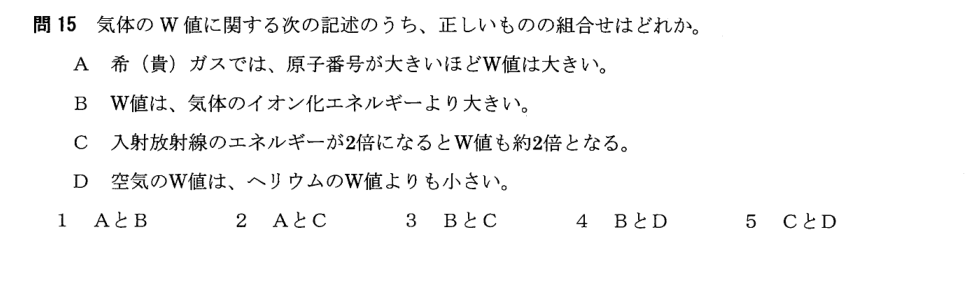 問15 気体のW値に関する次の記述のうち、正しいものの組合せはどれか。
A 希（貴）ガスでは、原子番号が大きいほどW値は大きい。
B W値は、気体のイオン化エネルギーより大きい。
C 入射放射線のエネルギーが2倍になるとW値も約2倍となる。
D 空気のW値は、ヘリウムのW値よりも小さい。
1 AとB 2 AとC 3 BとC 4 BとD 5 CとD